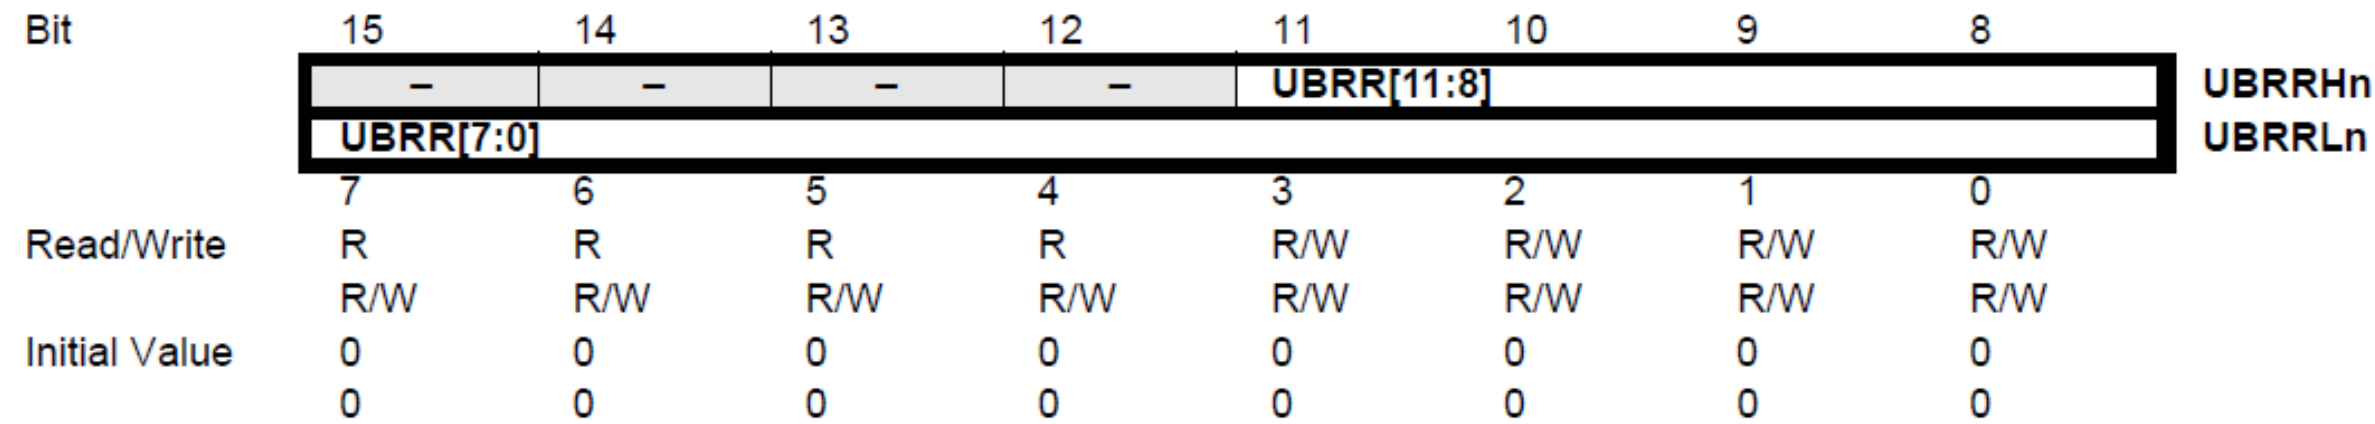 Bit 15 14 13 12 11 10 9 8
– – – – UBRR[11:8] UBRRHn
UBRR[7:0] UBRRLn
7 6 5 4 3 2 1 0
Read/Write R R R R R/W R/W R/W R/W
R/W R/W R/W R/W R/W R/W R/W R/W
Initial Value 0 0 0 0 0 0 0 0
0 0 0 0 0 0 0 0